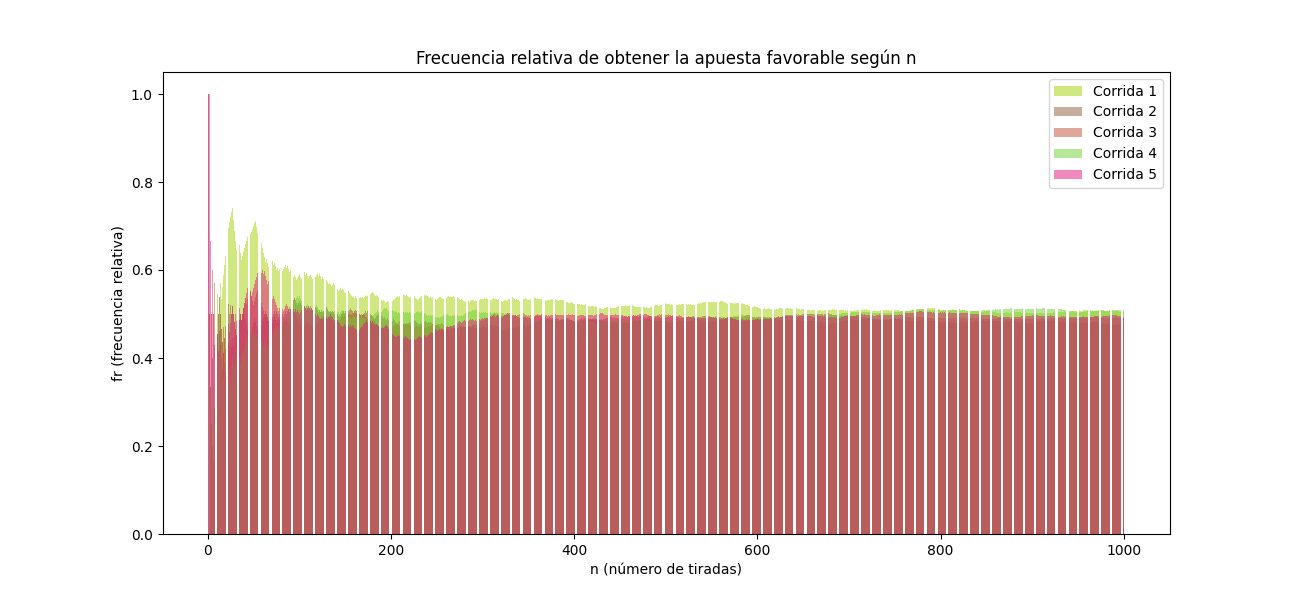 Frecuencia relativa de obtener la apuesta favorable según n
fr (frecuencia relativa)
1.0
0.8
0.6
0.4
0.2
0.0
Corrida 1
Corrida 2
Corrida 3
Corrida 4
Corrida 5
0 200 400 600 800 1000
n (número de tiradas)